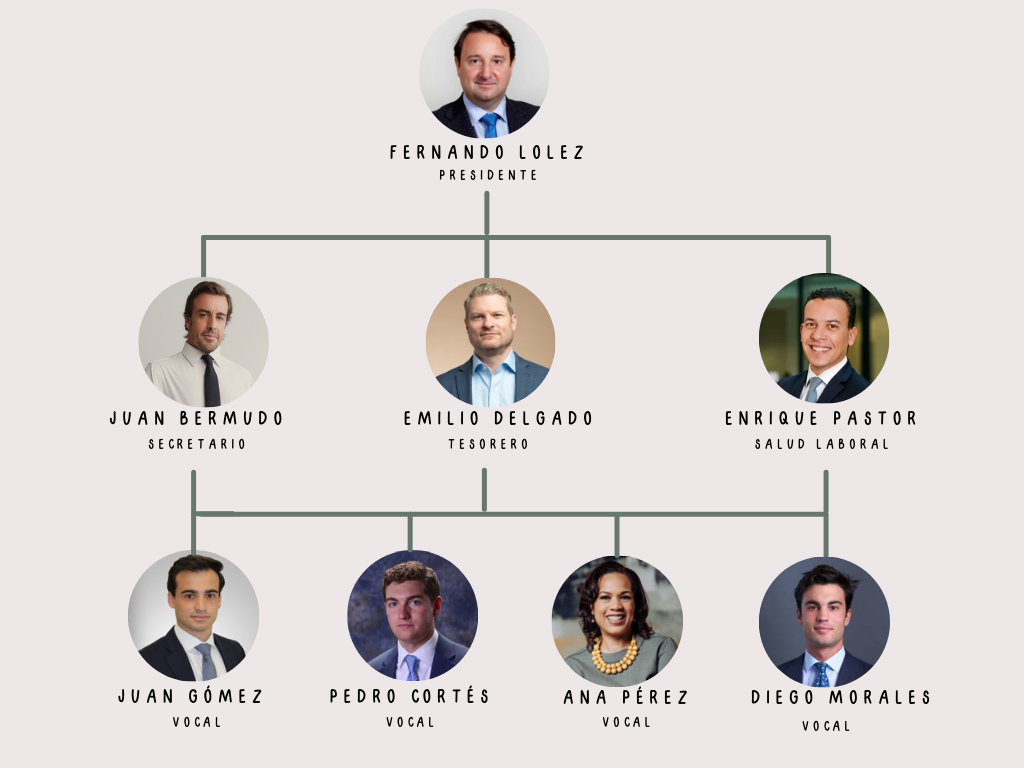 FERNANDO LOLEZ
PRESIDENTE
JUAN BERMUDO
SECRETARIO
EMILIO DELGADO
TESORERO
ENRIQUE PASTOR
SALUD LABORAL
JUAN GÓMEZ
VOCAL
PEDRO CORTÉS
VOCAL
ANA PÉREZ
VOCAL
DIEGO MORALES
VOCAL